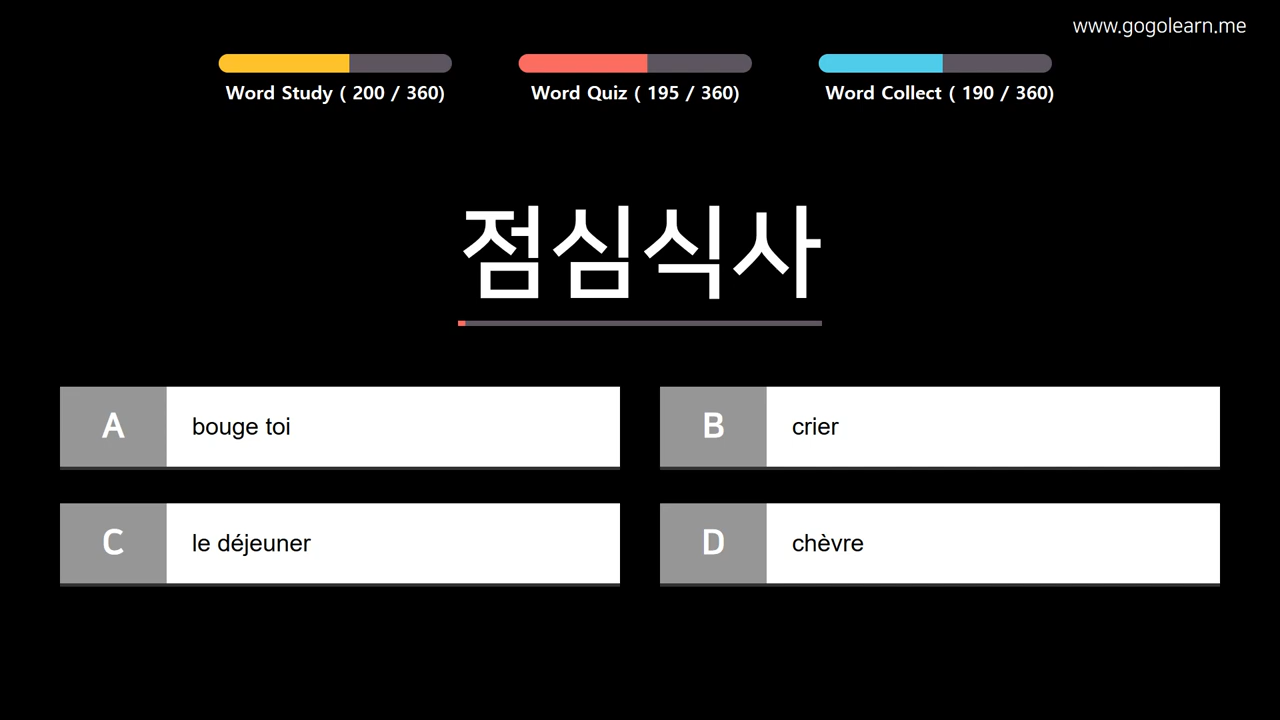 www.gogolearn.me
Word Study ( 200 / 360)
Word Quiz ( 195 / 360)
Word Collect ( 190 / 360)
점심식사
A
bouge toi
B
crier
C
le déjeuner
D
chèvre